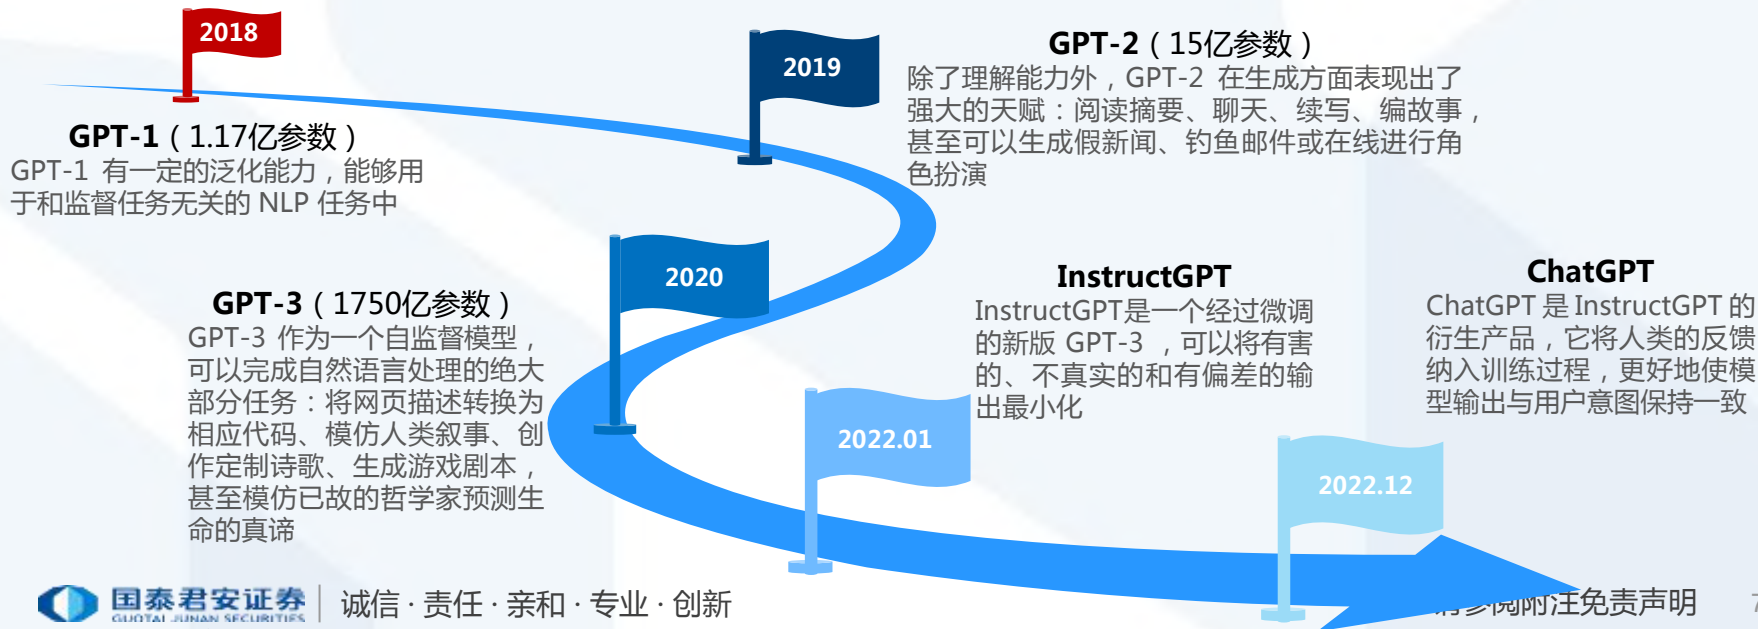 2018
GPT-1（1.17亿参数）
GPT-1 有一定的泛化能力，能够用
于和监督任务无关的 NLP 任务中
2019
GPT-2（15亿参数）
除了理解能力外，GPT-2 在生成方面表现出了
强大的天赋：阅读摘要、聊天、续写、编故事，
甚至可以生成假新闻、钓鱼邮件或在线进行角
色扮演
2020
GPT-3（1750亿参数）
GPT-3 作为一个自监督模型，
可以完成自然语言处理的绝大
部分任务：将网页描述转换为
相应代码、模仿人类叙事、创
作定制诗歌、生成游戏剧本，
甚至模仿已故的哲学家预测生
命的真谛
2022.01
InstructGPT
InstructGPT是一个经过微调
的新版 GPT-3 ，可以将有害
的、不真实的和有偏差的输
出最小化
2022.12
ChatGPT
ChatGPT 是 InstructGPT 的
衍生产品，它将人类的反馈
纳入训练过程，更好地使模
型输出与用户意图保持一致
国泰君安证券
GUOTAI JUNAN SECURITIES
诚信 · 责任 · 亲和 · 专业 · 创新
请参阅附注免责声明